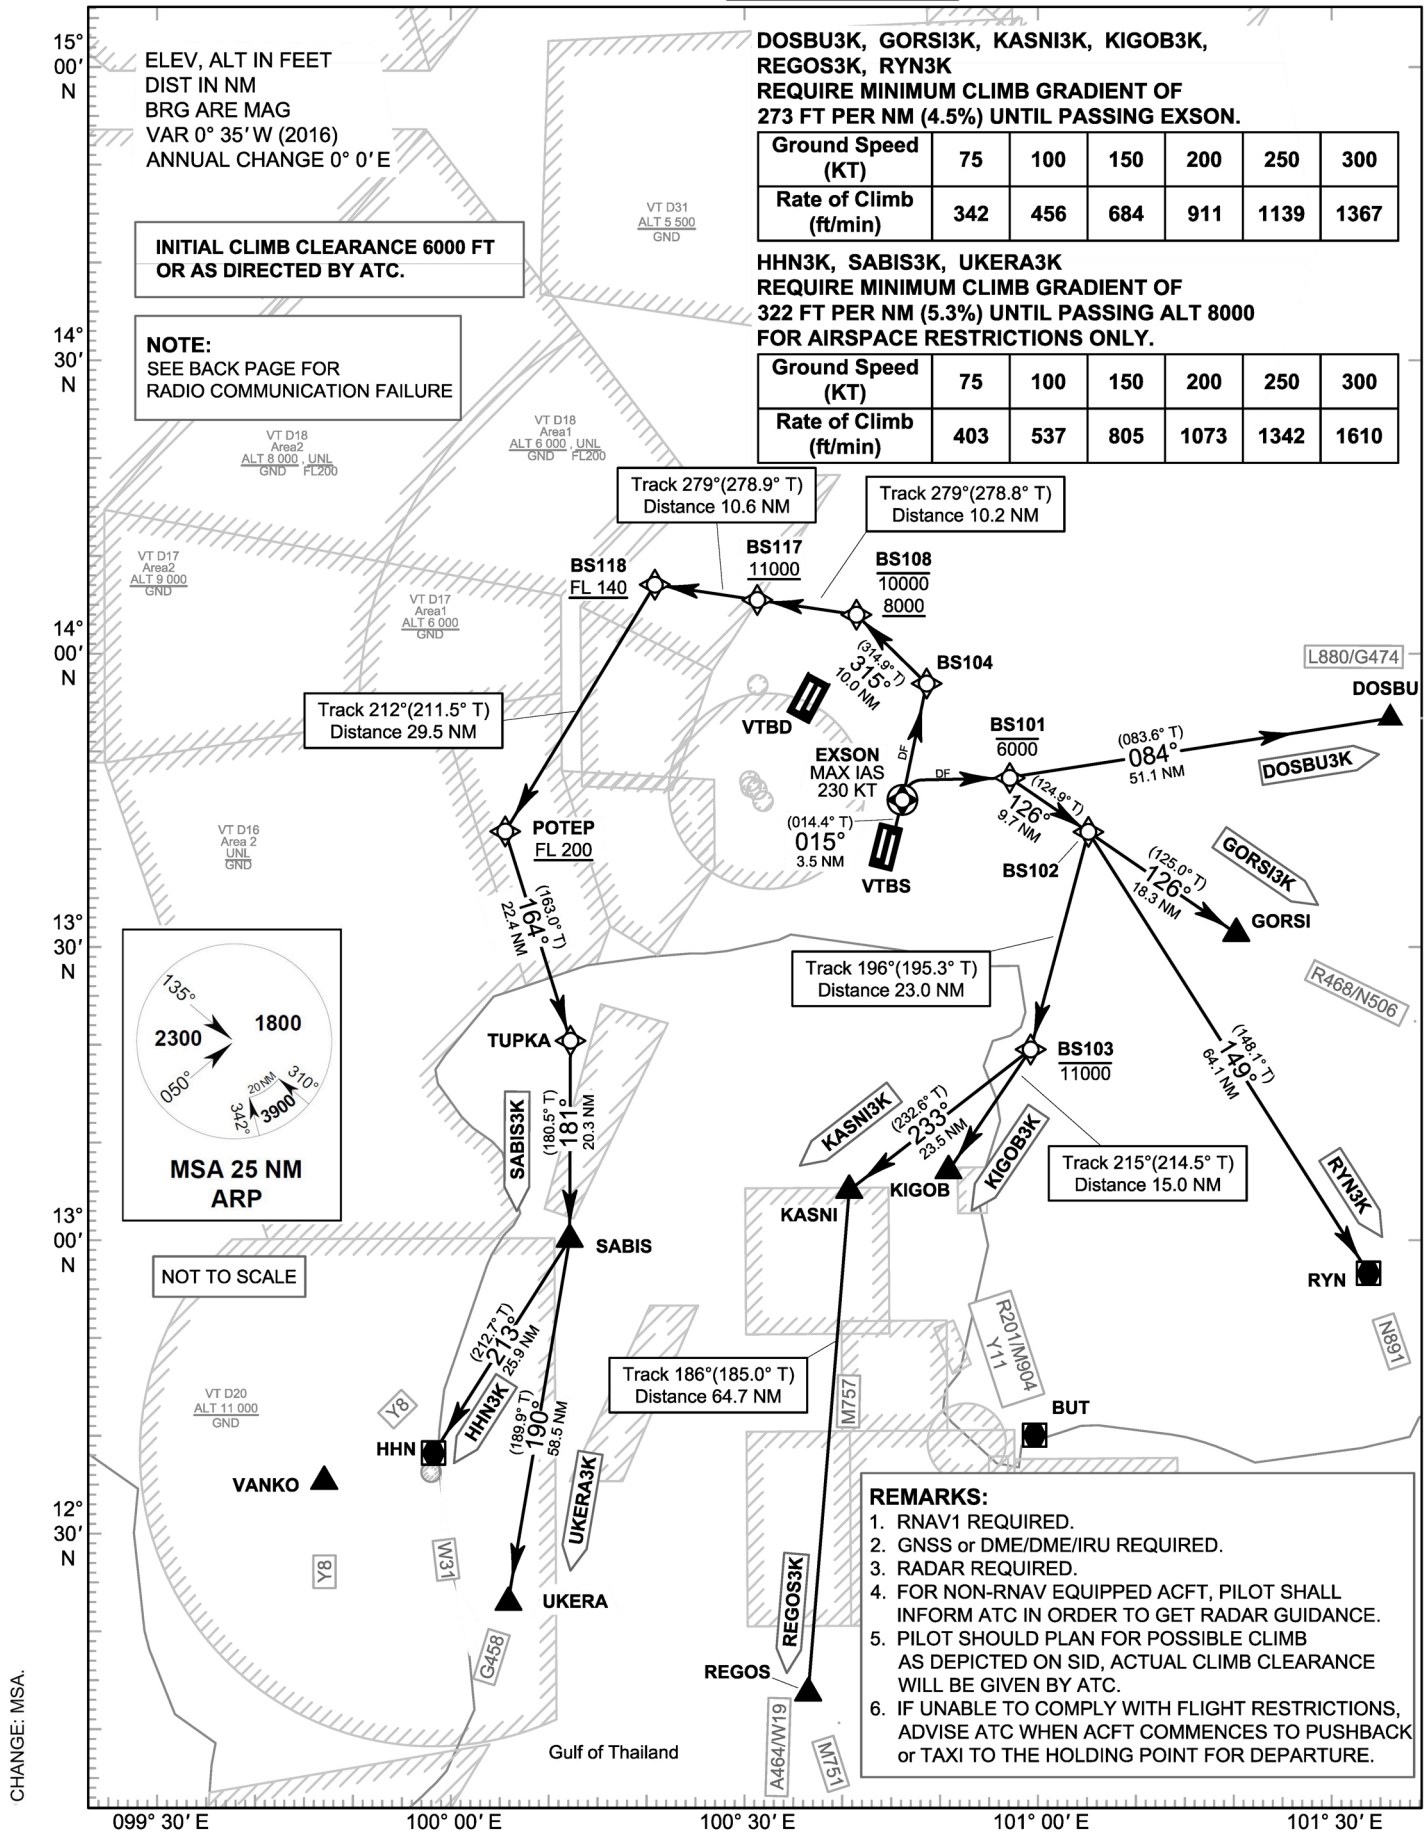 15°
00′
N
ELEV, ALT IN FEET
DIST IN NM
BRG ARE MAG
VAR 0° 35′ W (2016)
ANNUAL CHANGE 0° 0′ E
INITIAL CLIMB CLEARANCE 6000 FT
OR AS DIRECTED BY ATC.
NOTE:
SEE BACK PAGE FOR
RADIO COMMUNICATION FAILURE
DOSBU3K, GORSI3K, KASNI3K, KIGOB3K,
REGOS3K, RYN3K
REQUIRE MINIMUM CLIMB GRADIENT OF
273 FT PER NM (4.5%) UNTIL PASSING EXSON.
Ground Speed (KT) 75 100 150 200 250 300
Rate of Climb (ft/min) 342 456 684 911 1139 1367
HHN3K, SABIS3K, UKERA3K
REQUIRE MINIMUM CLIMB GRADIENT OF
322 FT PER NM (5.3%) UNTIL PASSING ALT 8000
FOR AIRSPACE RESTRICTIONS ONLY.
Ground Speed (KT) 75 100 150 200 250 300
Rate of Climb (ft/min) 403 537 805 1073 1342 1610
VT D31
ALT 5 500
GND
14°
30′
N
VT D18
Area2
ALT 8 000 , UNL
GND FL200
VT D18
Area1
ALT 6 000 , UNL
GND FL200
VT D17
Area2
ALT 9 000
GND
VT D17
Area1
ALT 6 000
GND
VT D16
Area 2
UNL
GND
Track 279°(278.9° T)
Distance 10.6 NM
Track 279°(278.8° T)
Distance 10.2 NM
BS118
FL 140
BS117
11000
BS108
10000
8000
14°
00′
N
(314.9° T)
315°
10.0 NM
BS104
L880/G474
DOSBU
Track 212°(211.5° T)
Distance 29.5 NM
VTBD
DF
EXSON
MAX IAS
230 KT
DF
BS101
6000
(083.6° T)
084°
51.1 NM
DOSBU3K
(124.9° T)
126°
9.7 NM
(014.4° T)
015°
3.5 NM
VTBS
POTEP
FL 200
BS102
(125.0° T)
126°
18.3 NM
GORSI3K
GORSI
13°
30′
N
(163.0° T)
164°
22.4 NM
Track 196°(195.3° T)
Distance 23.0 NM
R468/N506
135°
2300
1800
050°
20 NM
310°
342°
3900
MSA 25 NM
ARP
TUPKA
BS103
11000
(148.1° T)
149°
64.1 NM
SABIS3K
(180.5° T)
181°
20.3 NM
KASNI3K
(232.6° T)
233°
23.5 NM
KIGOB3K
Track 215°(214.5° T)
Distance 15.0 NM
KIGOB
KASNI
RYN3K
13°
00′
N
SABIS
RYN
NOT TO SCALE
(212.7° T)
213°
25.9 NM
R201/M904
Y11
N891
Track 186°(185.0° T)
Distance 64.7 NM
VT D20
ALT 11 000
GND
Y8
HHN3K
(189.9° T)
190°
58.5 NM
M757
BUT
HHN
VANKO
UKERA3K
12°
30′
N
Y8
W31
UKERA
G458
REGOS3K
REGOS
A464/W19
M751
Gulf of Thailand
REMARKS:
1. RNAV1 REQUIRED.
2. GNSS or DME/DME/IRU REQUIRED.
3. RADAR REQUIRED.
4. FOR NON-RNAV EQUIPPED ACFT, PILOT SHALL
INFORM ATC IN ORDER TO GET RADAR GUIDANCE.
5. PILOT SHOULD PLAN FOR POSSIBLE CLIMB
AS DEPICTED ON SID, ACTUAL CLIMB CLEARANCE
WILL BE GIVEN BY ATC.
6. IF UNABLE TO COMPLY WITH FLIGHT RESTRICTIONS,
ADVISE ATC WHEN ACFT COMMENCES TO PUSHBACK
or TAXI TO THE HOLDING POINT FOR DEPARTURE.
CHANGE: MSA.
099°30′ E
100°00′ E
100°30′ E
101°00′ E
101°30′ E